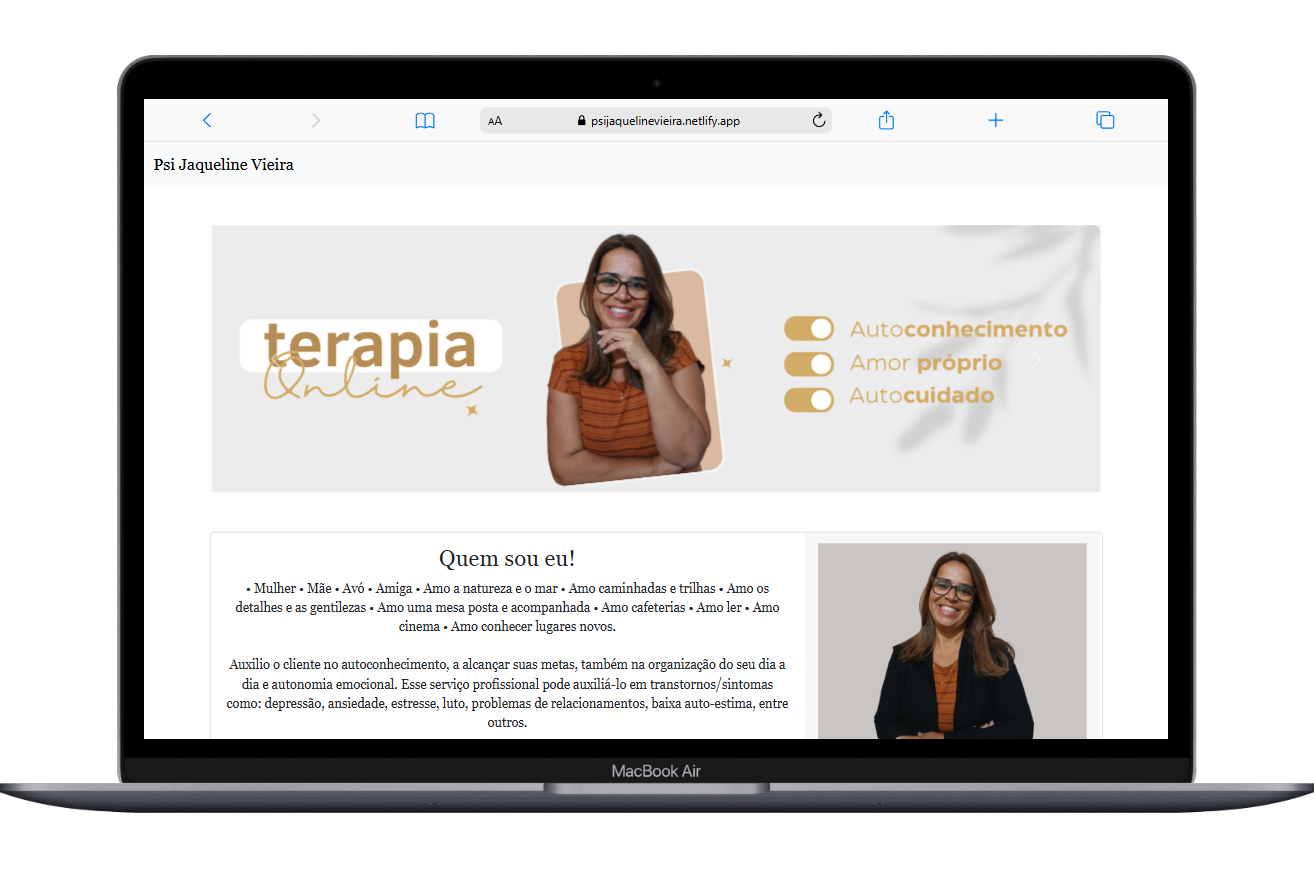 AA psijaquelinevieira.netlify.app
Psi Jaqueline Vieira
terapia
Online
Autoconhecimento
Amor próprio
Autocuidado
Quem sou eu!
• Mulher • Mãe • Avó • Amiga • Amo a natureza e o mar • Amo caminhadas e trilhas • Amo os
detalhes e as gentilezas • Amo uma mesa posta e acompanhada • Amo cafeterias • Amo ler • Amo
cinema • Amo conhecer lugares novos.
Auxilio o cliente no autoconhecimento, a alcançar suas metas, também na organização do seu dia a
dia e autonomia emocional. Esse serviço profissional pode auxiliá-lo em transtornos/sintomas
como: depressão, ansiedade, estresse, luto, problemas de relacionamentos, baixa auto-estima, entre
outros.
MacBook Air